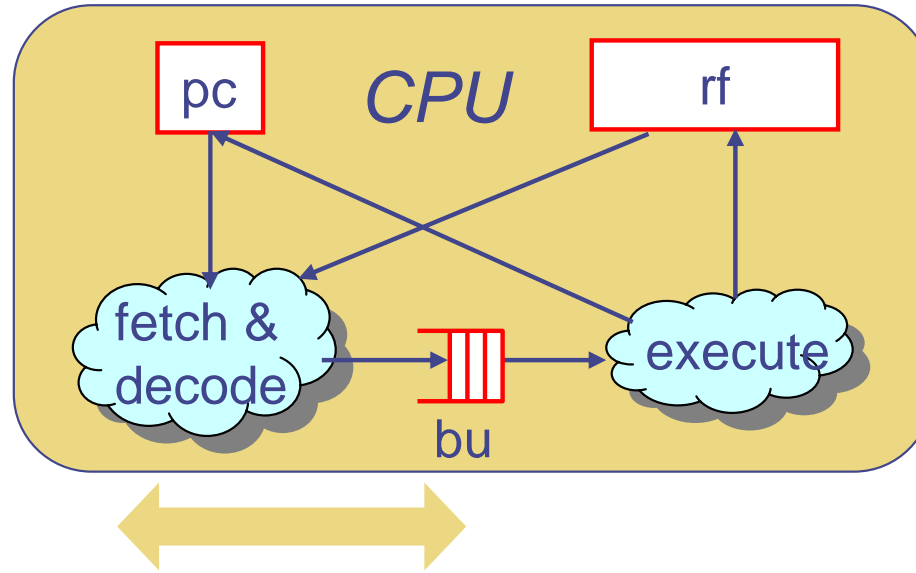 pc
CPU
rf
fetch &
decode
execute
bu